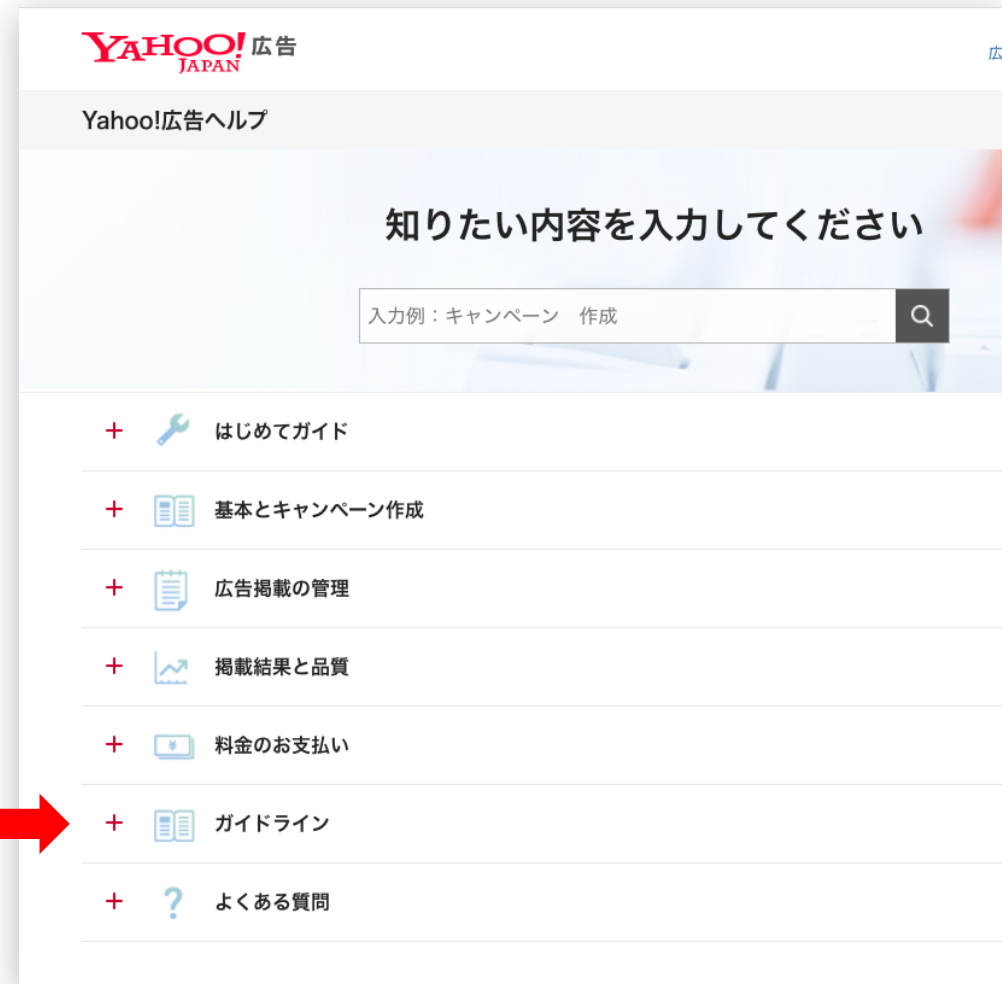 YAHOO! 広告
JAPAN
広
Yahoo!広告ヘルプ
知りたい内容を入力してください
入力例：キャンペーン　作成
+ はじめてガイド
+ 基本とキャンペーン作成
+ 広告掲載の管理
+ 掲載結果と品質
+ ¥ 料金のお支払い
+ ガイドライン
+ ? よくある質問